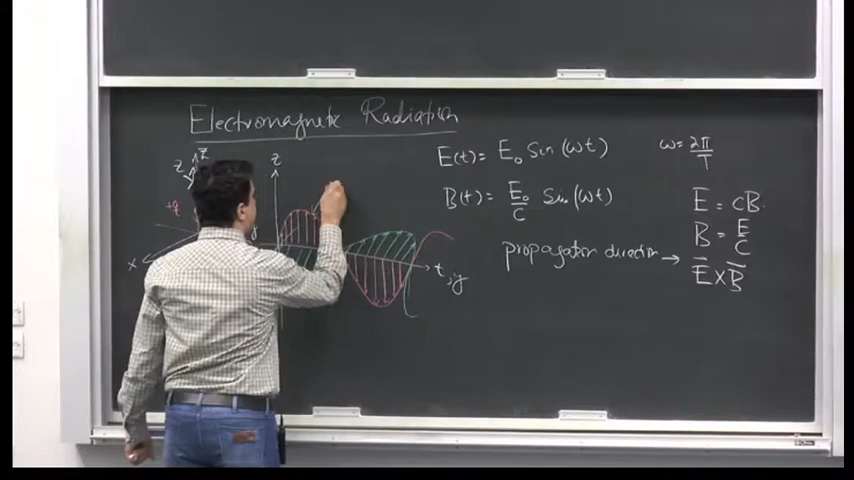 Electromagnetic Radiation
E(t) = E₀ Sin (ωt)
ω = 2π/T
B(t) = E₀/C Sin (ωt)
E = CB
B = E/C
propagation direction →
E̅ × B̅
z
z
z
+q
x
y
t, y